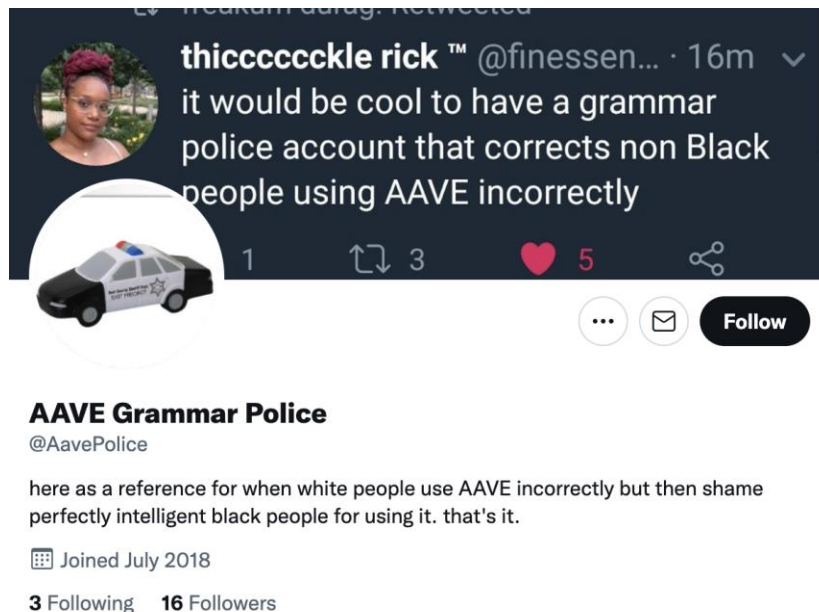 thicccccckle rick ™ @finessen... · 16m
it would be cool to have a grammar
police account that corrects non Black
people using AAVE incorrectly
1 3 5
Follow
AAVE Grammar Police
@AavePolice
here as a reference for when white people use AAVE incorrectly but then shame
perfectly intelligent black people for using it. that's it.
Joined July 2018
3 Following 16 Followers